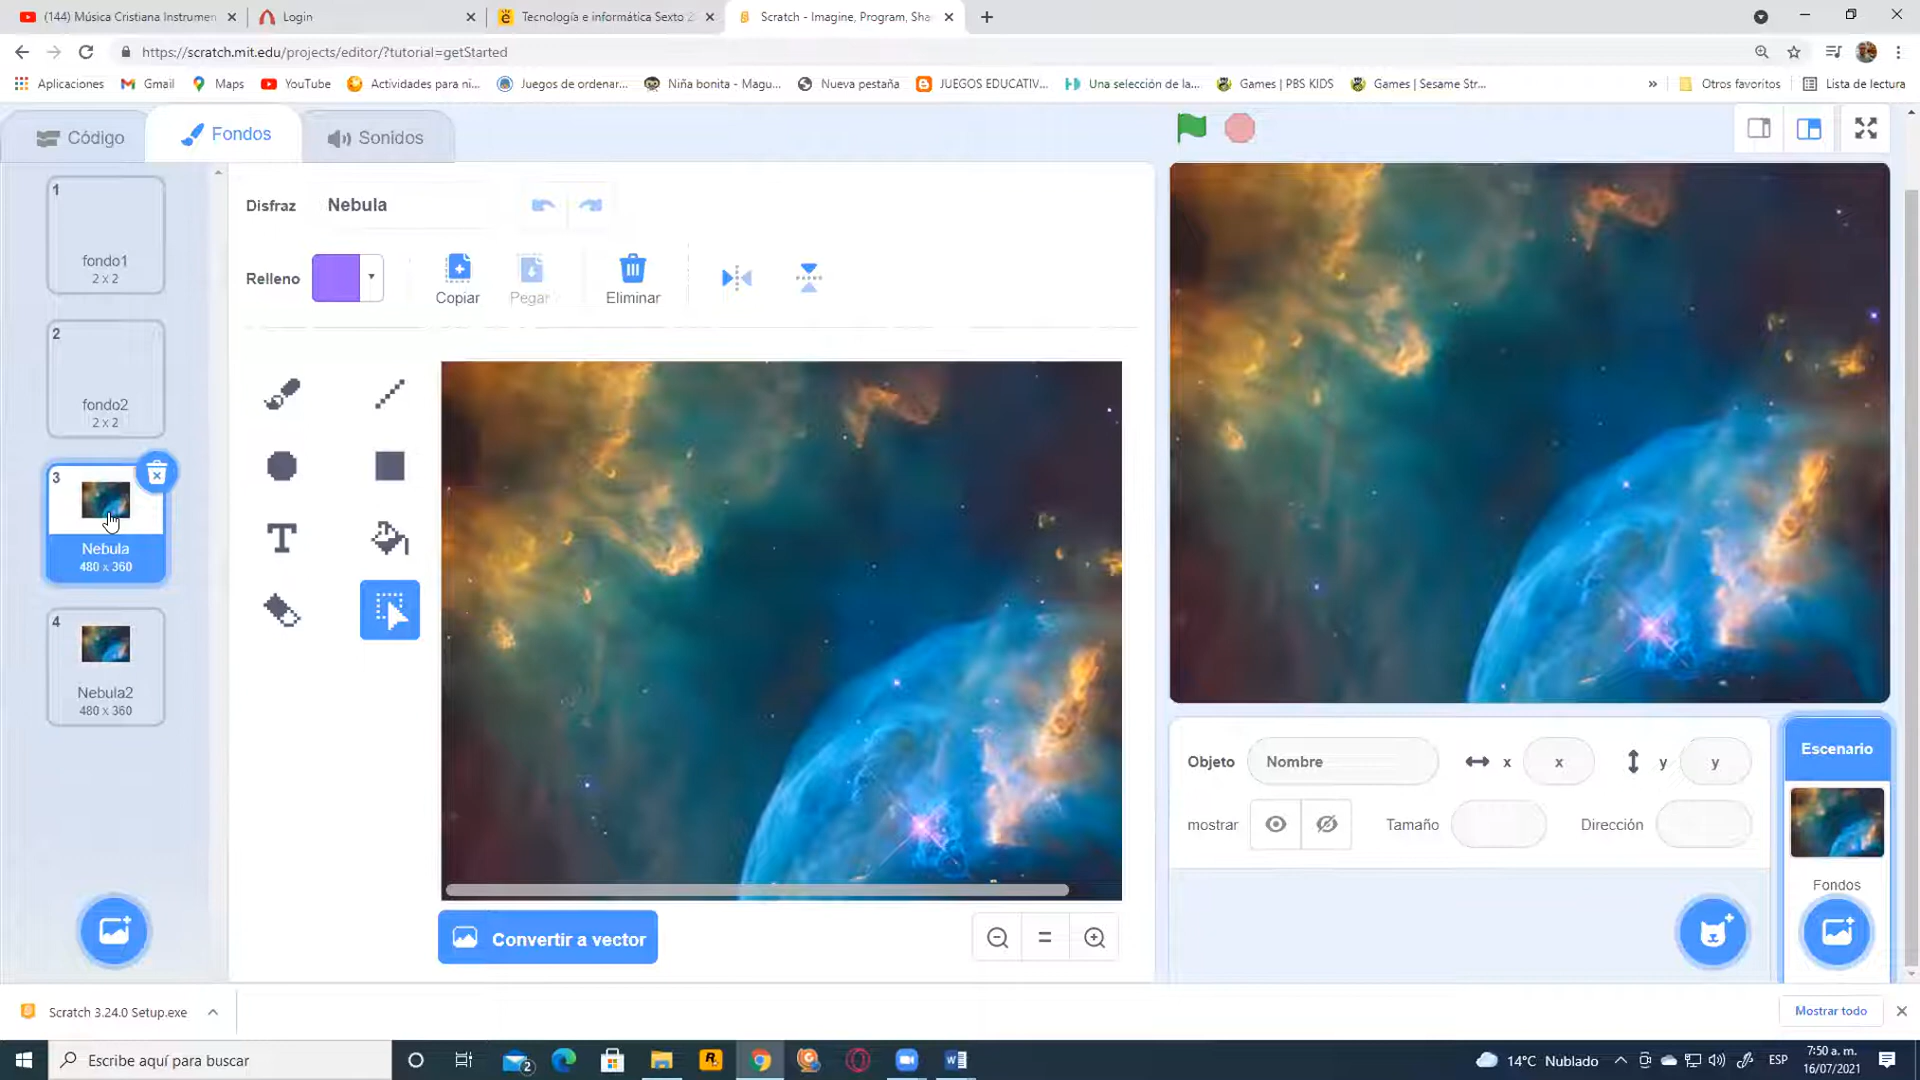 (144) Música Cristiana Instrumen
Login
Tecnología e informática Sexto 2
Scratch - Imagine, Program, Sha
https://scratch.mit.edu/projects/editor/?tutorial=getStarted
Aplicaciones
Gmail
Maps
YouTube
Actividades para ni...
Juegos de ordenar...
Niña bonita - Magu...
Nueva pestaña
JUEGOS EDUCATIV...
Una selección de la...
Games | PBS KIDS
Games | Sesame Str...
»
Otros favoritos
Lista de lectura
Código
Fondos
Sonidos
1
fondo1
2 x 2
2
fondo2
2 x 2
3
Nebula
480 x 360
4
Nebula2
480 x 360
Disfraz
Nebula
Relleno
Copiar
Pegar
Eliminar
Convertir a vector
Objeto
Nombre
x
x
y
y
mostrar
Tamaño
Dirección
Escenario
Fondos
Scratch 3.24.0 Setup.exe
Mostrar todo
Escribe aquí para buscar
2
14°C Nublado
ESP
7:50 a. m.
16/07/2021